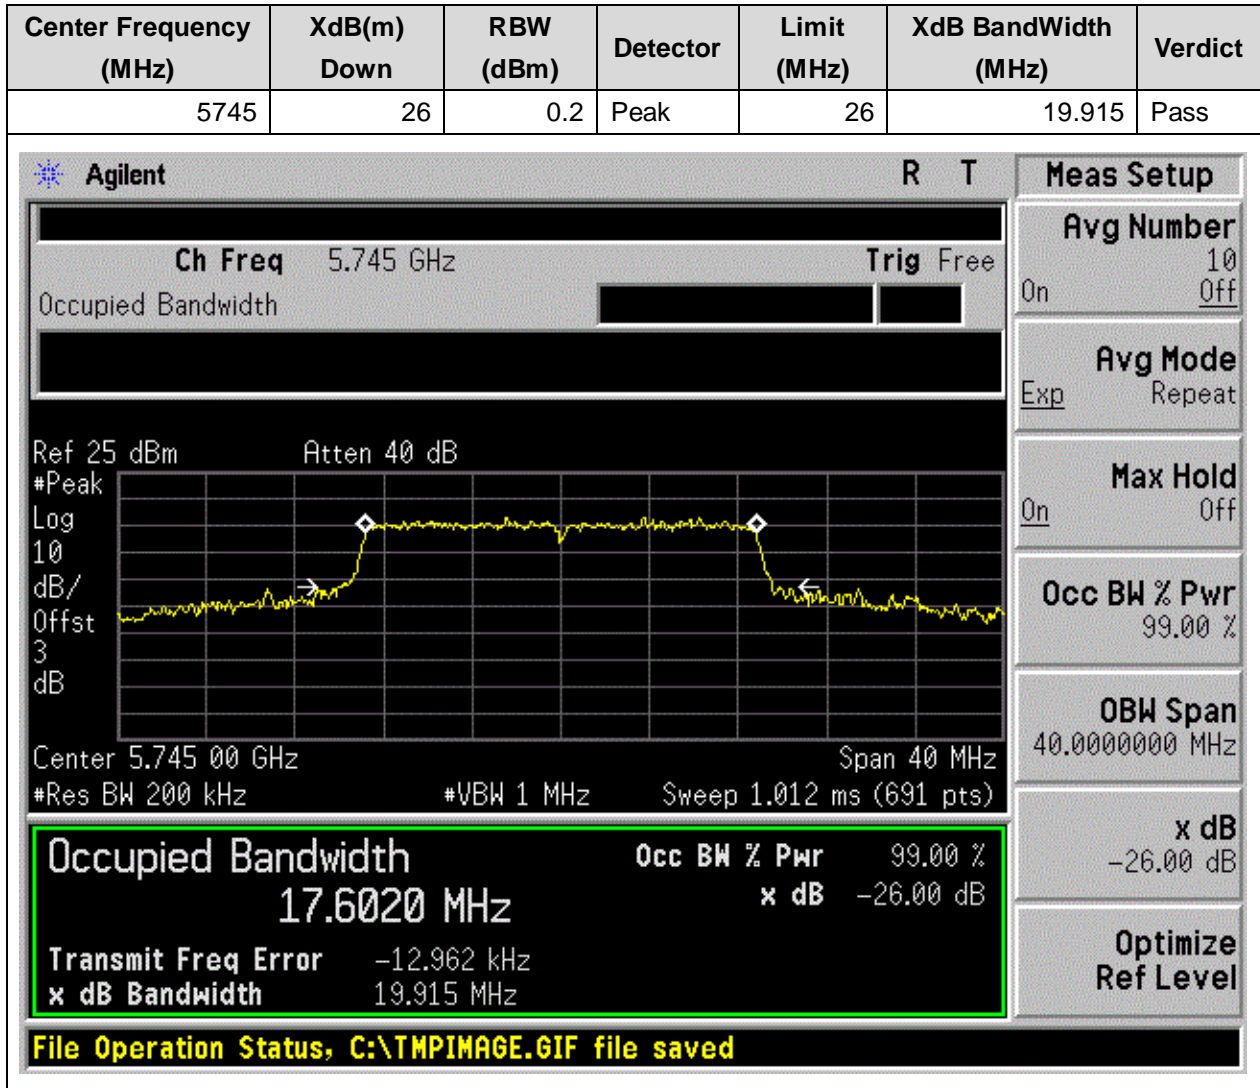 Center Frequency (MHz) XdB(m) Down RBW (dBm) Detector Limit (MHz) XdB BandWidth (MHz) Verdict
5745 26 0.2 Peak 26 19.915 Pass
Agilent R T
Ch Freq 5.745 GHz Trig Free
Occupied Bandwidth
Ref 25 dBm Atten 40 dB
#Peak
Log
10
dB/
Offst
3
dB
Center 5.745 00 GHz Span 40 MHz
#Res BW 200 kHz #VBW 1 MHz Sweep 1.012 ms (691 pts)
Occupied Bandwidth Occ BW % Pwr 99.00 %
17.6020 MHz x dB -26.00 dB
Transmit Freq Error -12.962 kHz
x dB Bandwidth 19.915 MHz
File Operation Status, C:\TMPIMAGE.GIF file saved
Meas Setup
Avg Number
10
On Off
Avg Mode
Exp Repeat
Max Hold
On Off
Occ BW % Pwr
99.00 %
OBW Span
40.0000000 MHz
x dB
-26.00 dB
Optimize
Ref Level